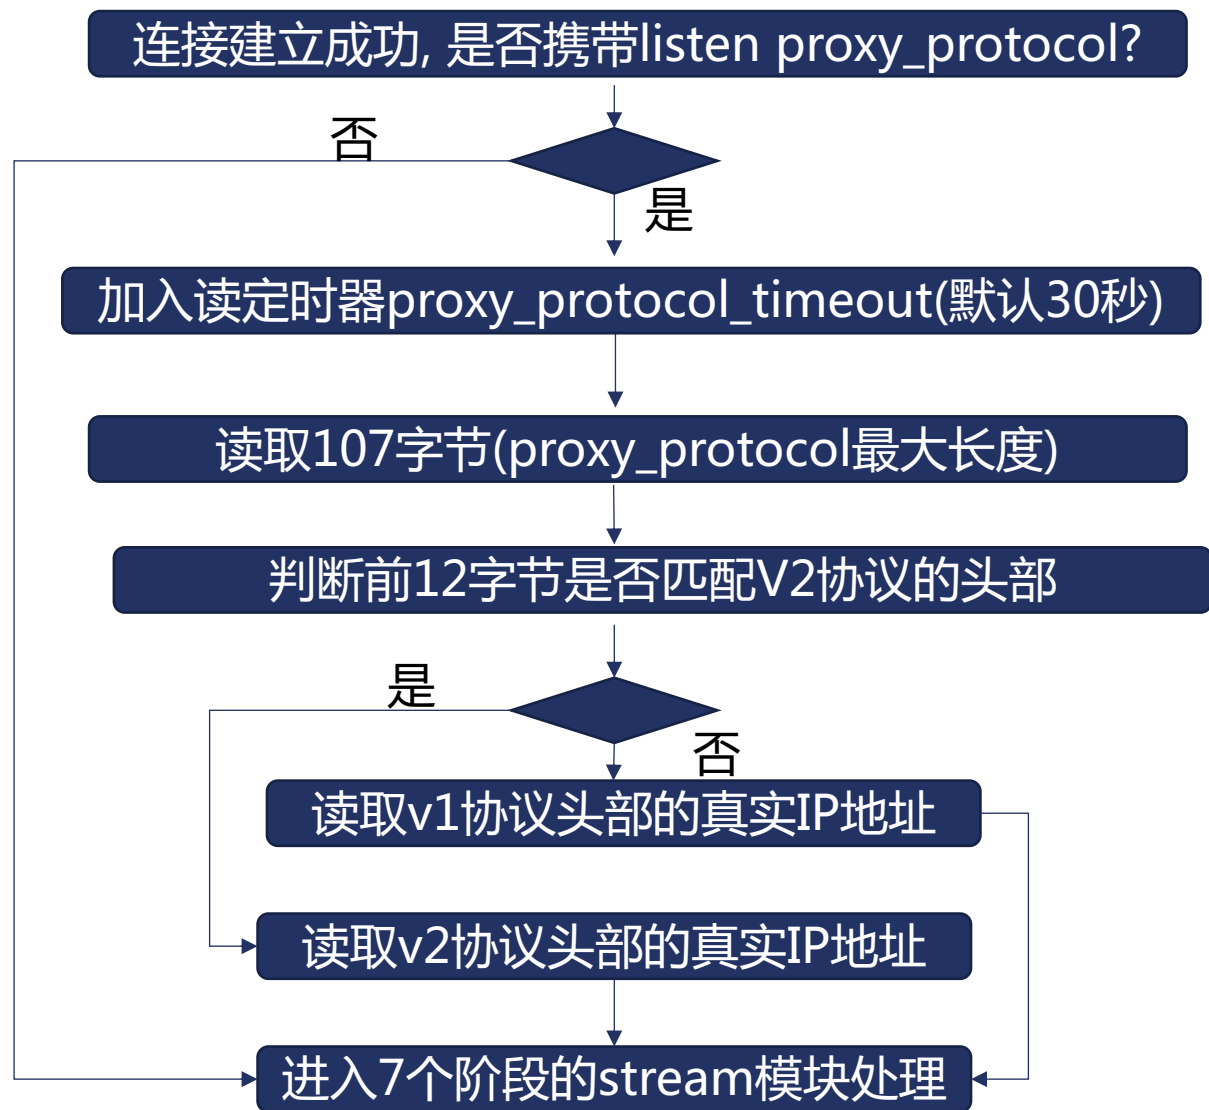 连接建立成功, 是否携带listen proxy_protocol?
否
是
加入读定时器proxy_protocol_timeout(默认30秒)
读取107字节(proxy_protocol最大长度)
判断前12字节是否匹配V2协议的头部
是
否
读取v1协议头部的真实IP地址
读取v2协议头部的真实IP地址
进入7个阶段的stream模块处理